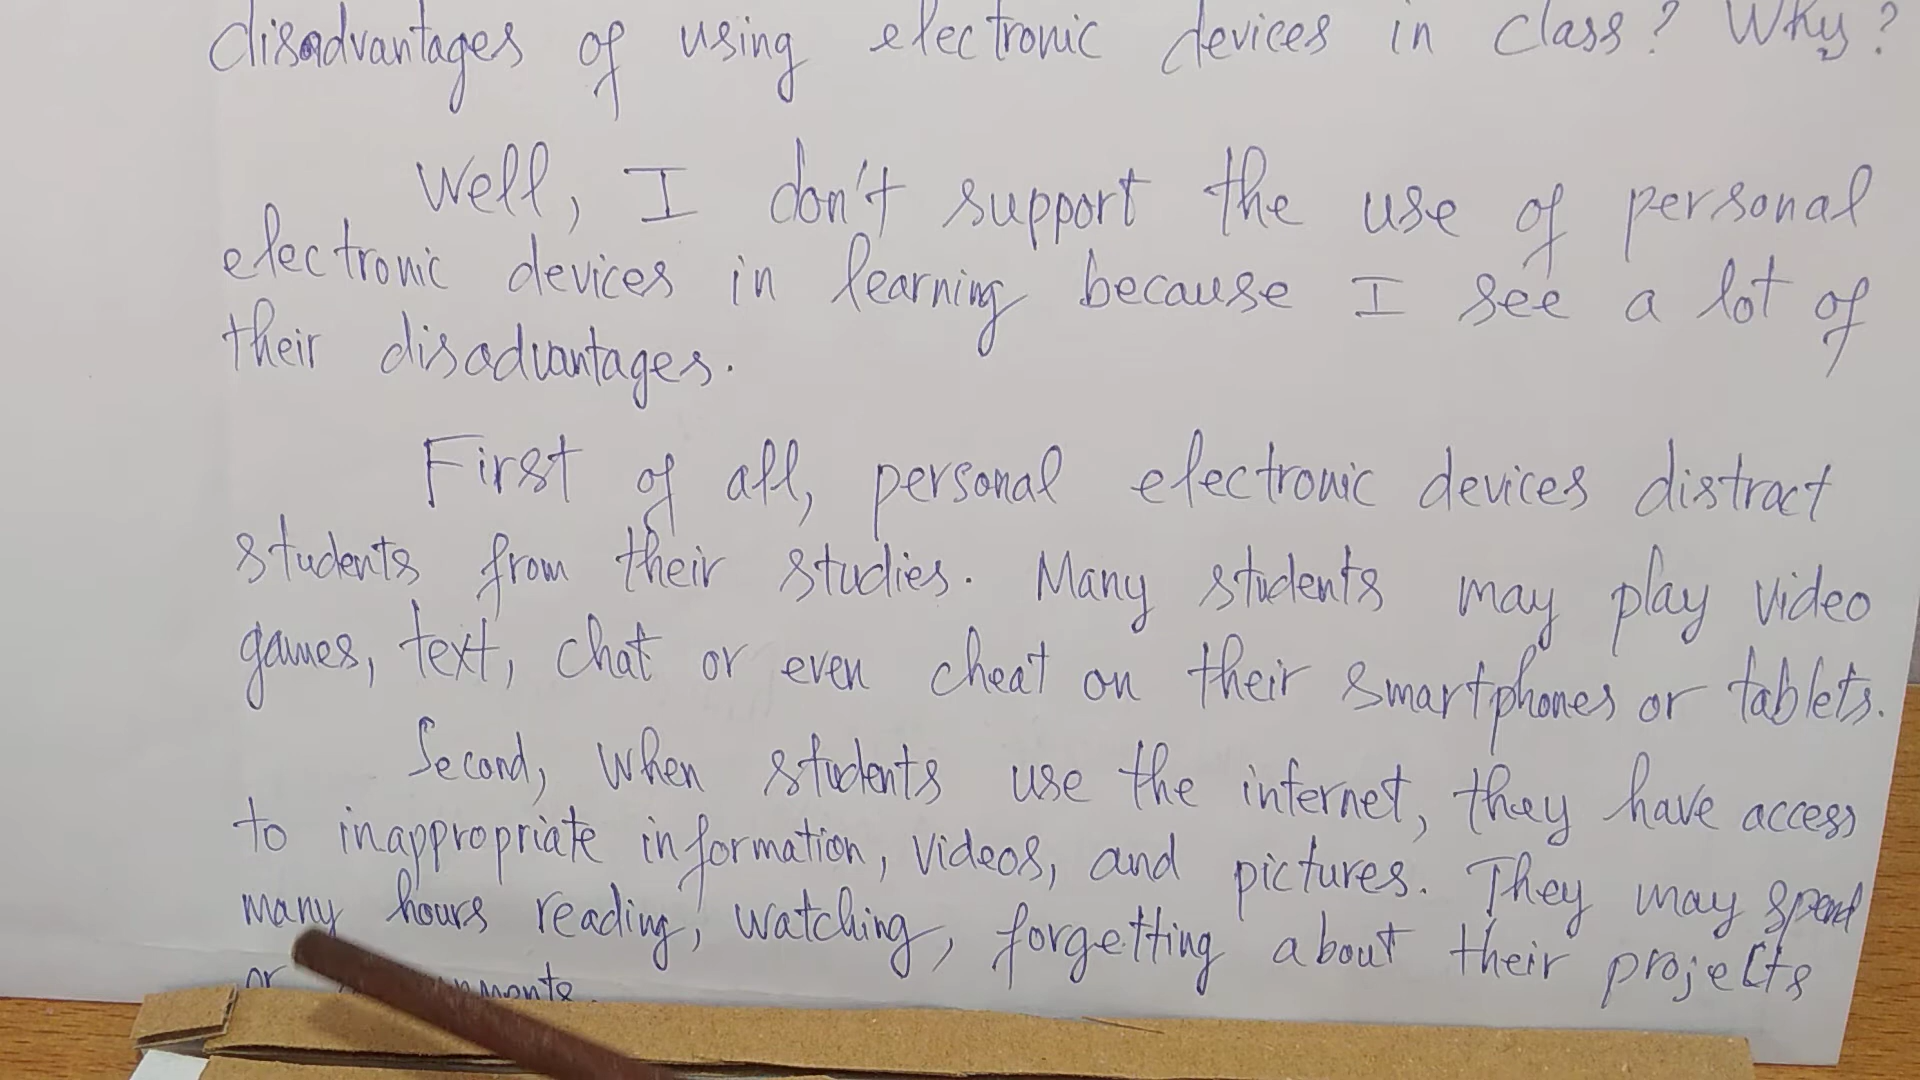 disadvantages of using electronic devices in class? Why?
Well, I don't support the use of personal
electronic devices in learning because I see a lot of
their disadvantages.
First of all, personal electronic devices distract
students from their studies. Many students may play video
games, text, chat or even cheat on their smartphones or tablets.
Second, when students use the internet, they have access
to inappropriate information, videos, and pictures. They may spend
many hours reading, watching, forgetting about their projects
or